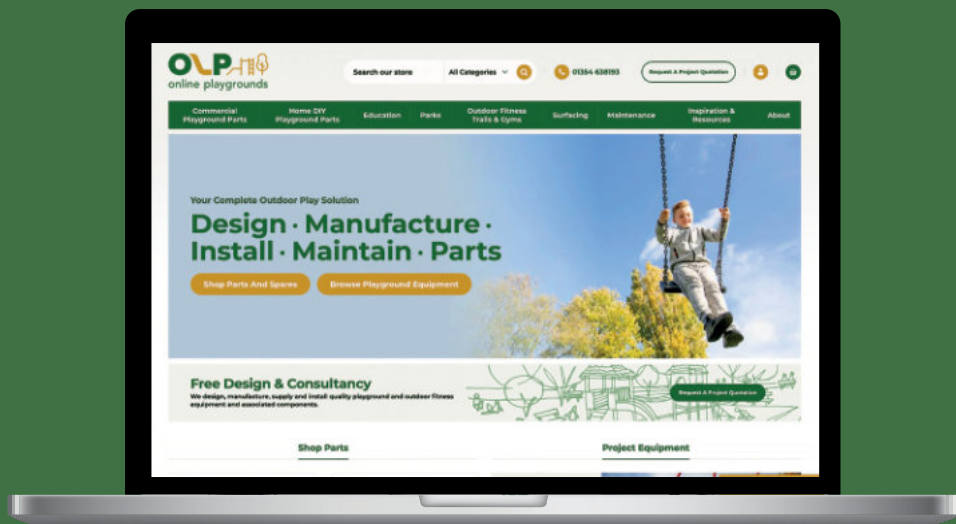 OLP
online playgrounds
Search our store
All Categories
01354 638193
Request A Project Quotation
Commercial
Playground Parts
Home DIY
Playground Parts
Education
Parks
Outdoor Fitness
Trails & Gyms
Surfacing
Maintenance
Inspiration &
Resources
About
Your Complete Outdoor Play Solution
Design · Manufacture ·
Install · Maintain · Parts
Shop Parts And Spares
Browse Playground Equipment
Free Design & Consultancy
We design, manufacture, supply and install quality playground and outdoor fitness
equipment and associated components.
Request A Project Quotation
Shop Parts
Project Equipment